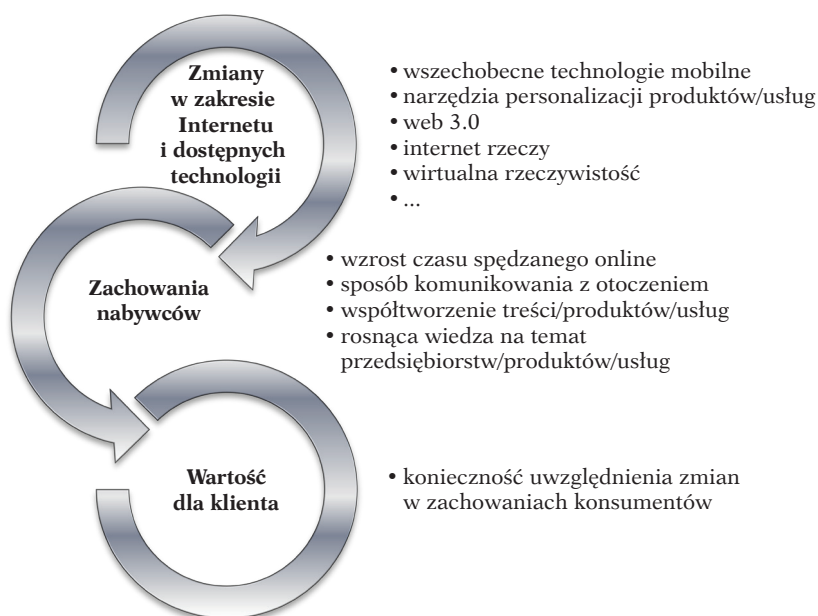 Zmiany
w zakresie
Internetu
i dostępnych
technologii
• wszechobecne technologie mobilne
• narzędzia personalizacji produktów/usług
• web 3.0
• internet rzeczy
• wirtualna rzeczywistość
• ...
Zachowania
nabywców
• wzrost czasu spędzanego online
• sposób komunikowania z otoczeniem
• współtworzenie treści/produktów/usług
• rosnąca wiedza na temat
przedsiębiorstw/produktów/usług
Wartość
dla klienta
• konieczność uwzględnienia zmian
w zachowaniach konsumentów